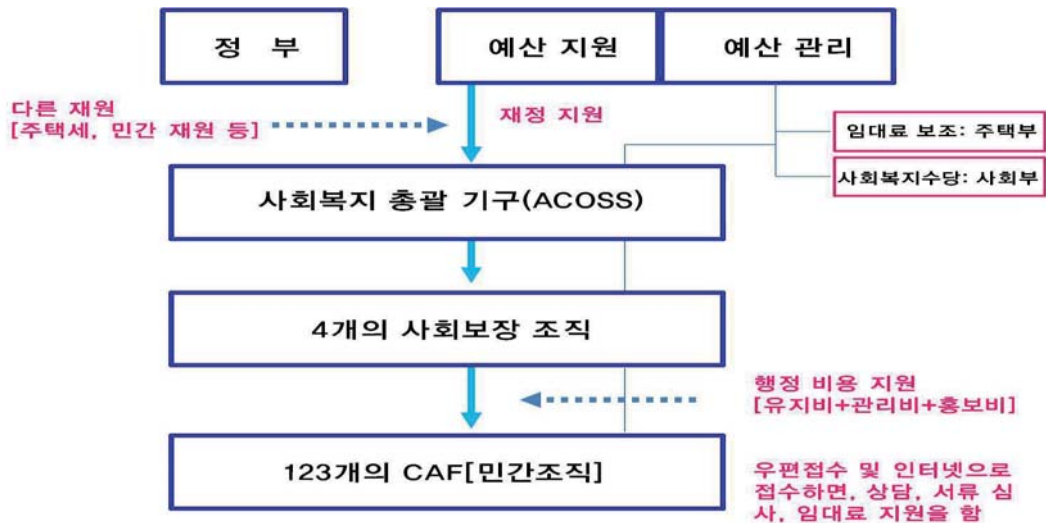 정 부
예산 지원
예산 관리
다른 재원
[주택세, 민간 재원 등]
재정 지원
임대료 보조: 주택부
사회복지수당: 사회부
사회복지 총괄 기구(ACOSS)
4개의 사회보장 조직
행정 비용 지원
[유지비+관리비+홍보비]
123개의 CAF[민간조직]
우편접수 및 인터넷으로
접수하면, 상담, 서류 심
사, 임대료 지원을 함